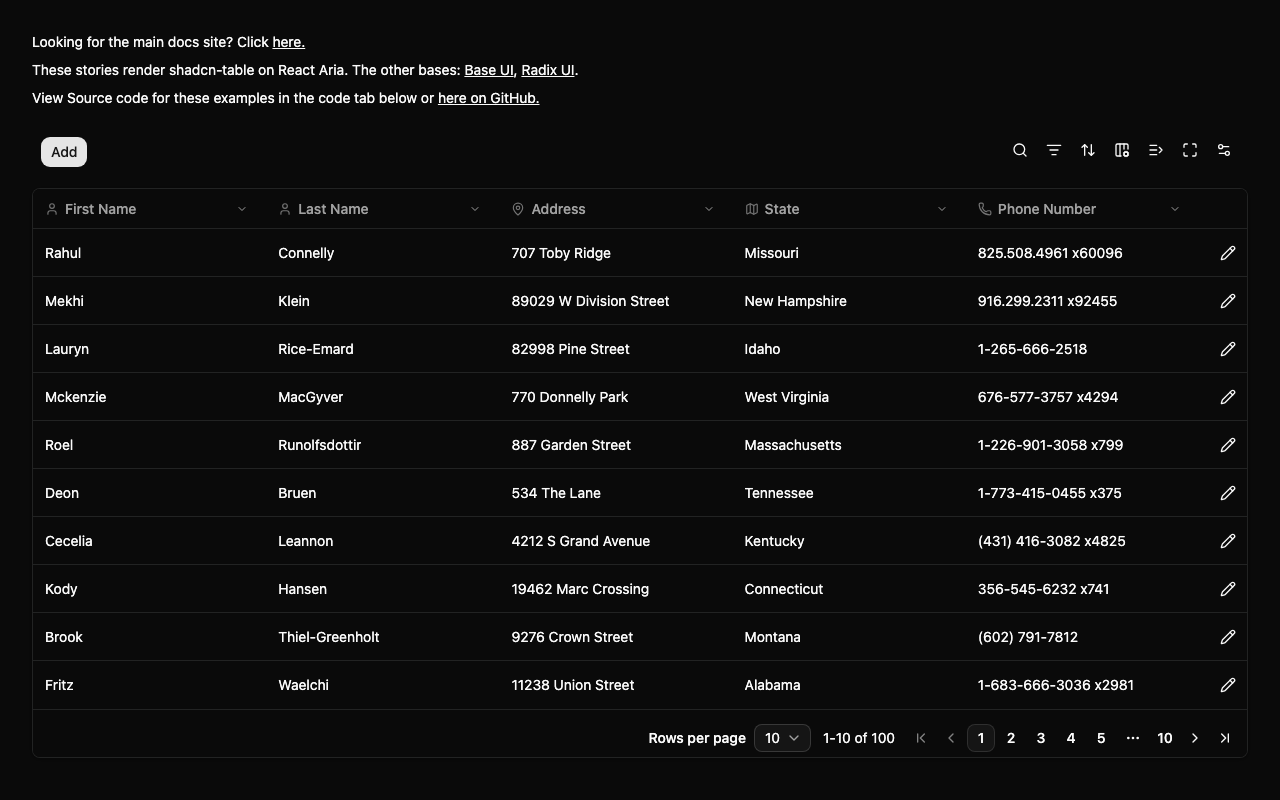 Looking for the main docs site? Click here.
These stories render shadcn-table on React Aria. The other bases: Base UI, Radix UI.
View Source code for these examples in the code tab below or here on GitHub.
Add
First Name Last Name Address State Phone Number
Rahul Connelly 707 Toby Ridge Missouri 825.508.4961 x60096
Mekhi Klein 89029 W Division Street New Hampshire 916.299.2311 x92455
Lauryn Rice-Emard 82998 Pine Street Idaho 1-265-666-2518
Mckenzie MacGyver 770 Donnelly Park West Virginia 676-577-3757 x4294
Roel Runolfsdottir 887 Garden Street Massachusetts 1-226-901-3058 x799
Deon Bruen 534 The Lane Tennessee 1-773-415-0455 x375
Cecelia Leannon 4212 S Grand Avenue Kentucky (431) 416-3082 x4825
Kody Hansen 19462 Marc Crossing Connecticut 356-545-6232 x741
Brook Thiel-Greenholt 9276 Crown Street Montana (602) 791-7812
Fritz Waelchi 11238 Union Street Alabama 1-683-666-3036 x2981
Rows per page 10 1-10 of 100 1 2 3 4 5 ··· 10